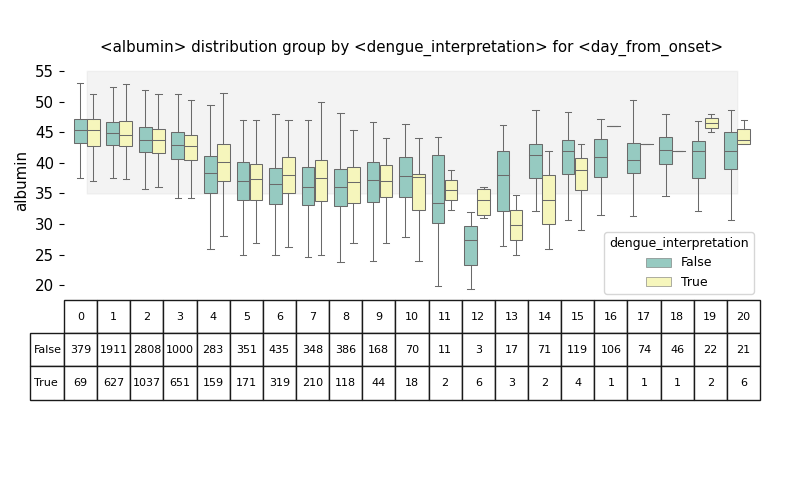 <albumin> distribution group by <dengue_interpretation> for <day_from_onset>
55
50
45
40
35
30
25
20
albumin
dengue_interpretation
False
True
0 1 2 3 4 5 6 7 8 9 10 11 12 13 14 15 16 17 18 19 20
False 379 1911 2808 1000 283 351 435 348 386 168 70 11 3 17 71 119 106 74 46 22 21
True 69 627 1037 651 159 171 319 210 118 44 18 2 6 3 2 4 1 1 1 2 6